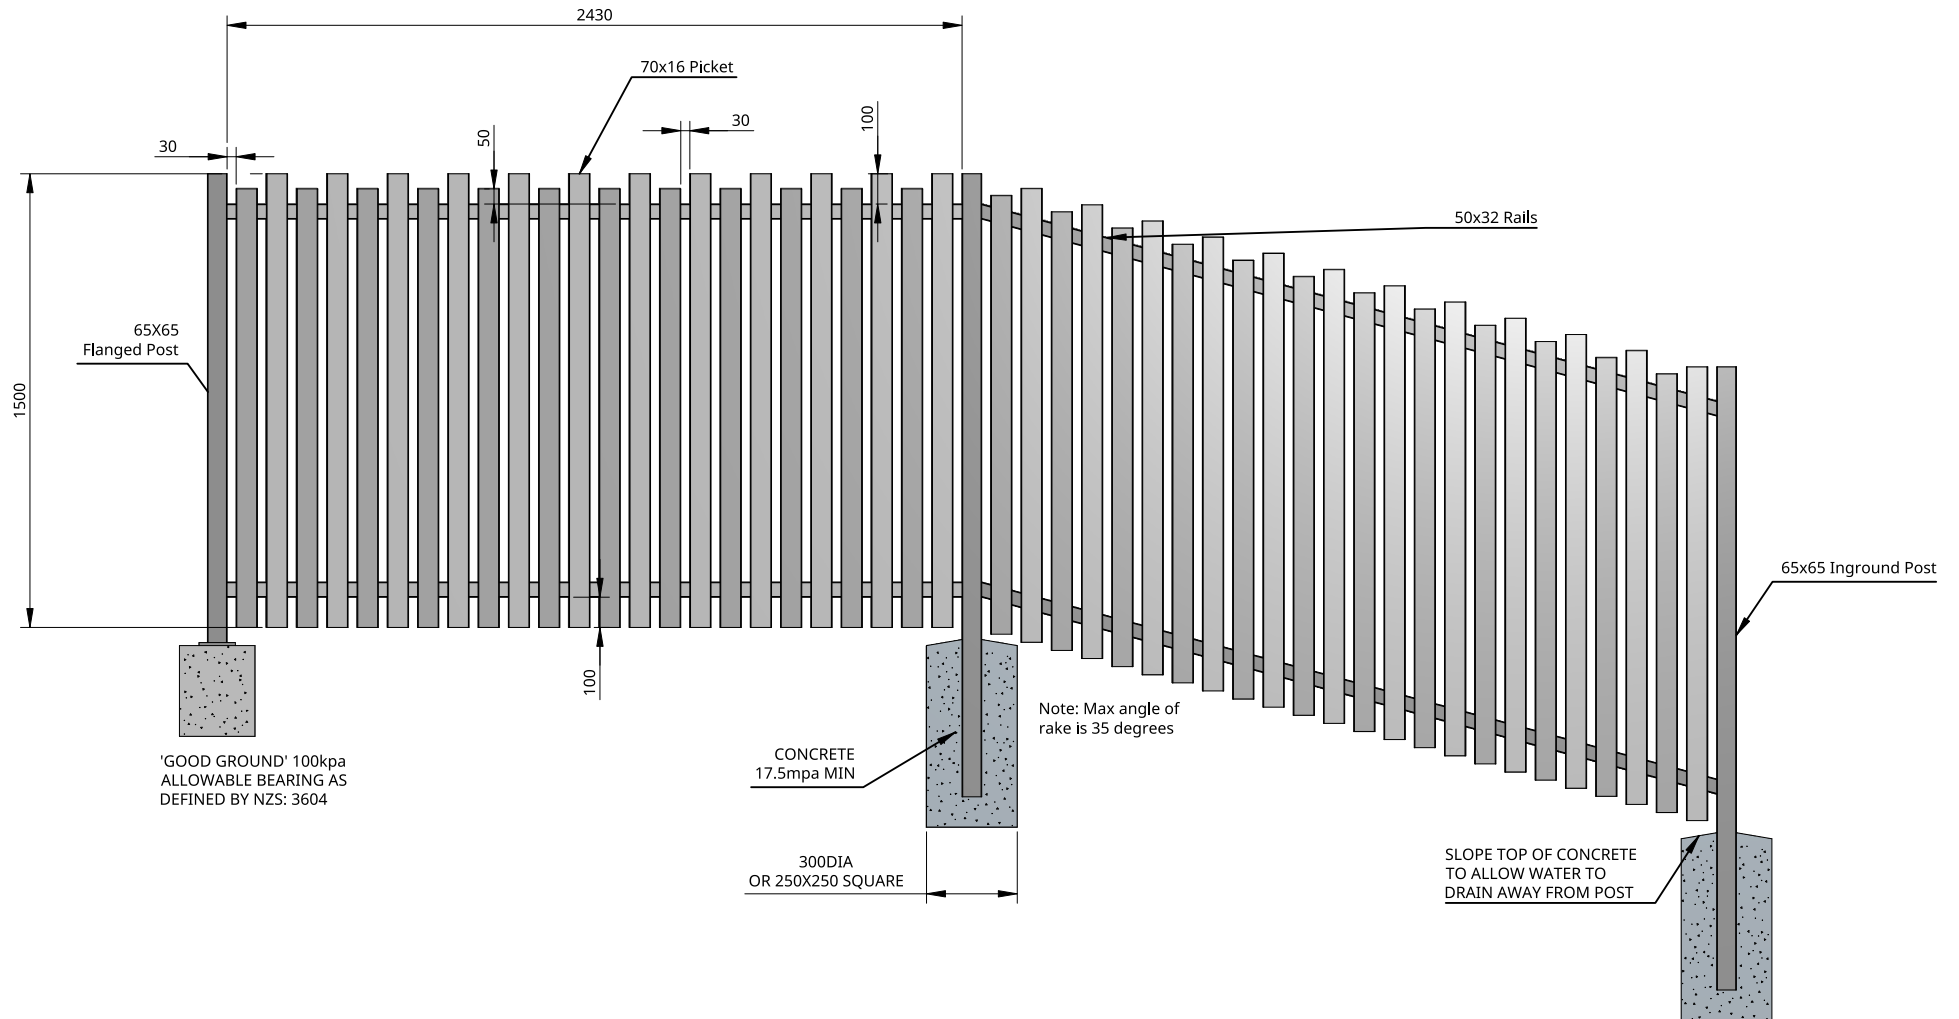 2430
70x16 Picket
100
30
50
30
50x32 Rails
65X65
Flanged Post
1500
65x65 Inground Post
100
Note: Max angle of
rake is 35 degrees
CONCRETE
17.5mpa MIN
'GOOD GROUND' 100kpa
ALLOWABLE BEARING AS
DEFINED BY NZS: 3604
300DIA
OR 250X250 SQUARE
SLOPE TOP OF CONCRETE
TO ALLOW WATER TO
DRAIN AWAY FROM POST